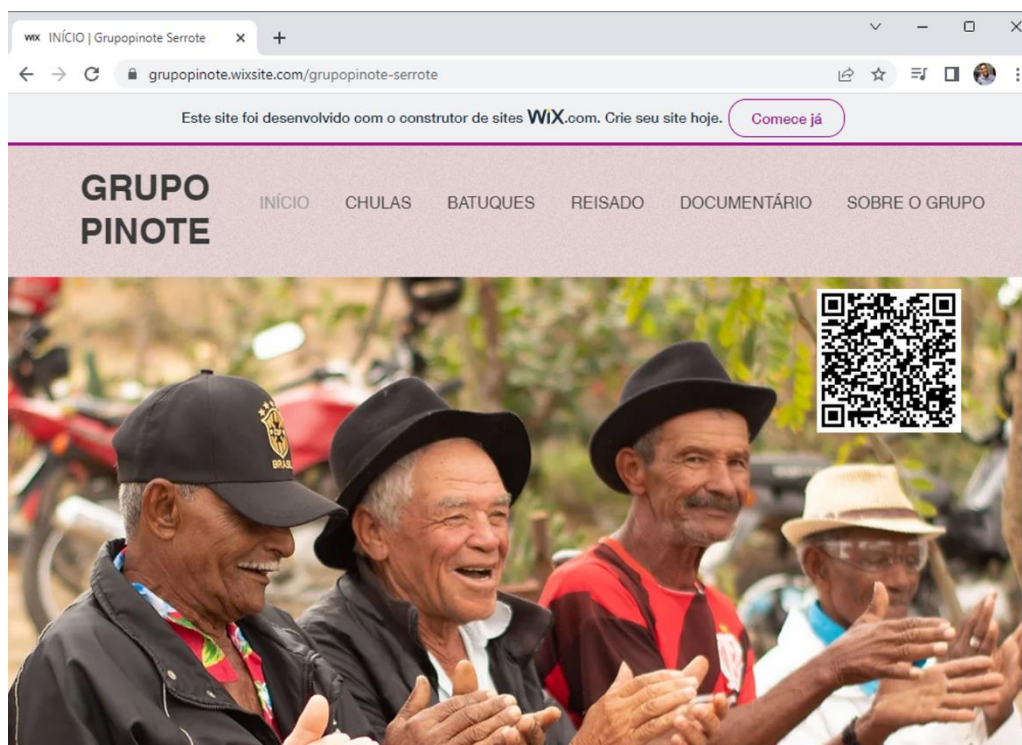 WiX INÍCIO | Grupopinote Serrote
grupopinote.wixsite.com/grupopinote-serrote
Este site foi desenvolvido com o construtor de sites WiX.com. Crie seu site hoje. Comece já
GRUPO
PINOTE
INÍCIO CHULAS BATUQUES REISADO DOCUMENTÁRIO SOBRE O GRUPO
BRASIL